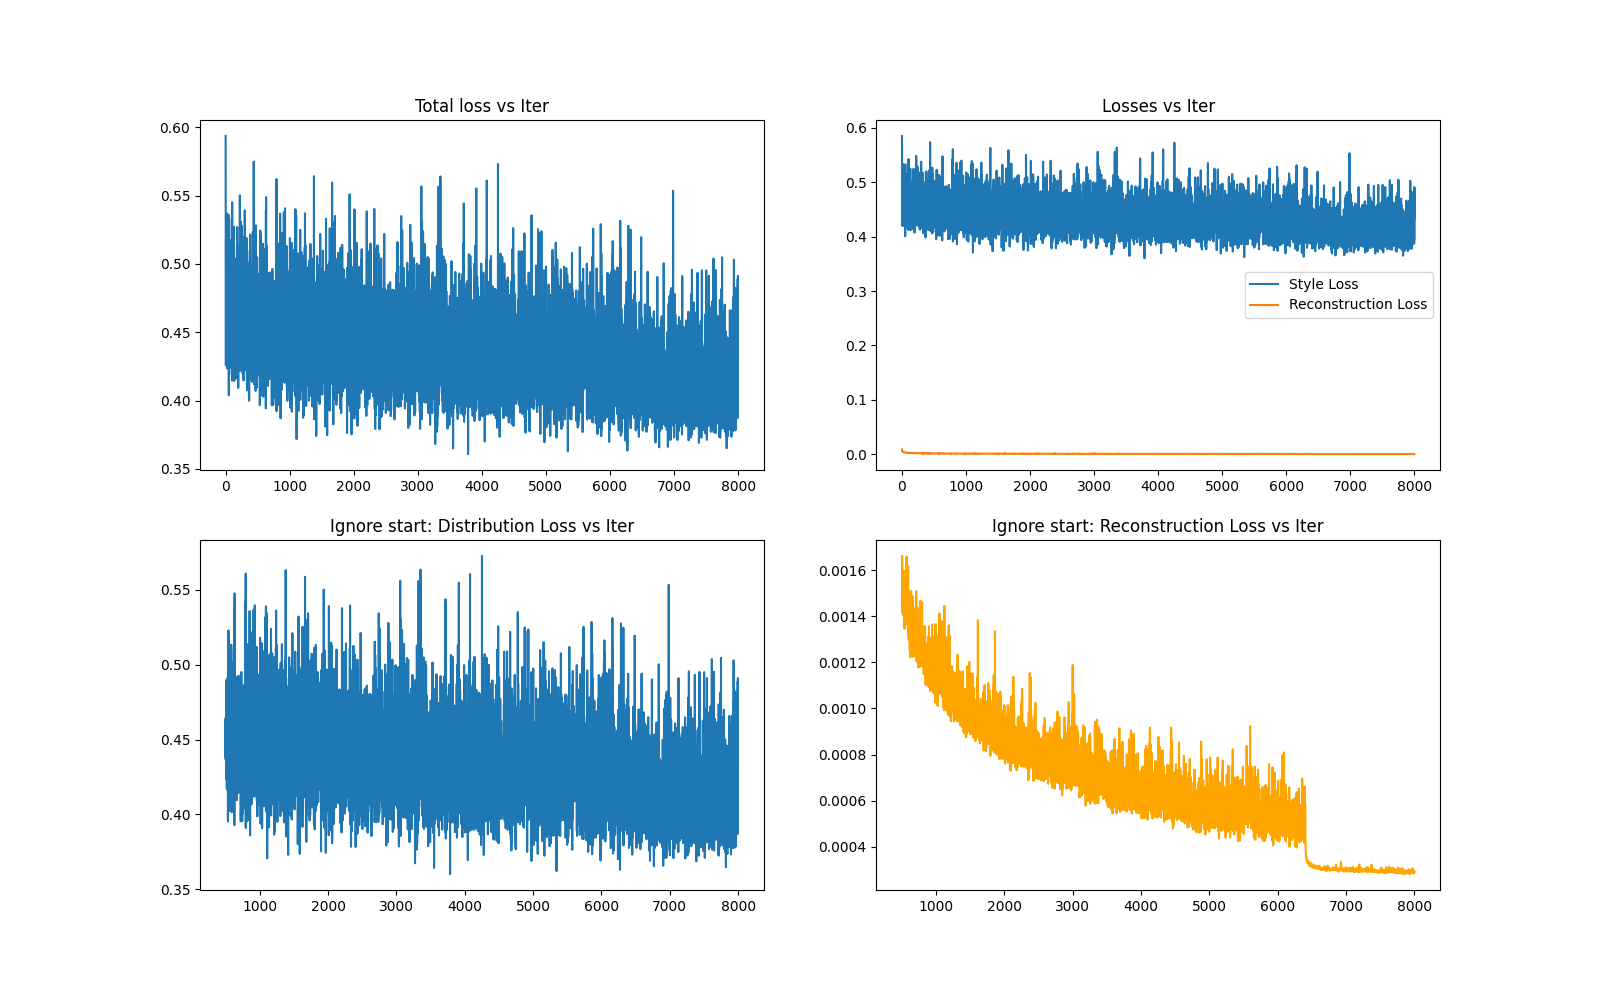 Total loss vs Iter
0.60
0.55
0.50
0.45
0.40
0.35
0 1000 2000 3000 4000 5000 6000 7000 8000
Losses vs Iter
0.6
0.5
0.4
0.3
0.2
0.1
0.0
Style Loss
Reconstruction Loss
0 1000 2000 3000 4000 5000 6000 7000 8000
Ignore start: Distribution Loss vs Iter
0.55
0.50
0.45
0.40
0.35
1000 2000 3000 4000 5000 6000 7000 8000
Ignore start: Reconstruction Loss vs Iter
0.0016
0.0014
0.0012
0.0010
0.0008
0.0006
0.0004
1000 2000 3000 4000 5000 6000 7000 8000